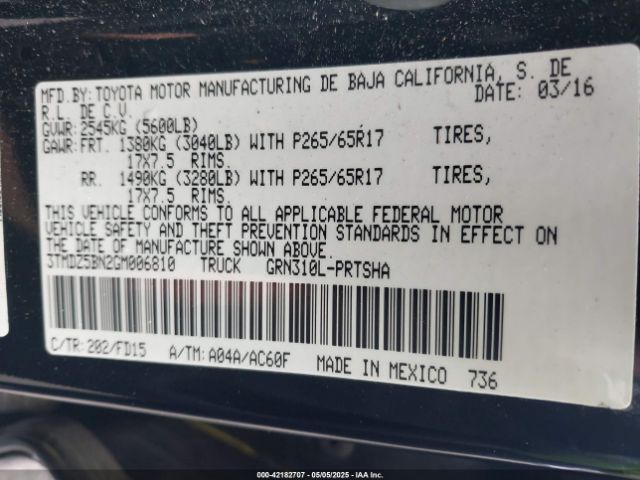 MFD.BY: TOYOTA MOTOR MANUFACTURING DE BAJA CALIFORNIA, S. DE
R.L. DE C.V. DATE: 03/16
GVWR: 2545KG (5600LB)
GAWR: FRT. 1380KG (3040LB) WITH P265/65R17 TIRES,
17X7.5 RIMS.
RR. 1490KG (3280LB) WITH P265/65R17 TIRES,
17X7.5 RIMS.
THIS VEHICLE CONFORMS TO ALL APPLICABLE FEDERAL MOTOR
VEHICLE SAFETY AND THEFT PREVENTION STANDARDS IN EFFECT ON
THE DATE OF MANUFACTURE SHOWN ABOVE.
3TMDZ5BN2GM006810 TRUCK GRN310L-PRTSHA
C/TR: 202/FD15 A/TM: A04A/AC60F MADE IN MEXICO 736
000-42182707 - 05/05/2025 - IAAI.com